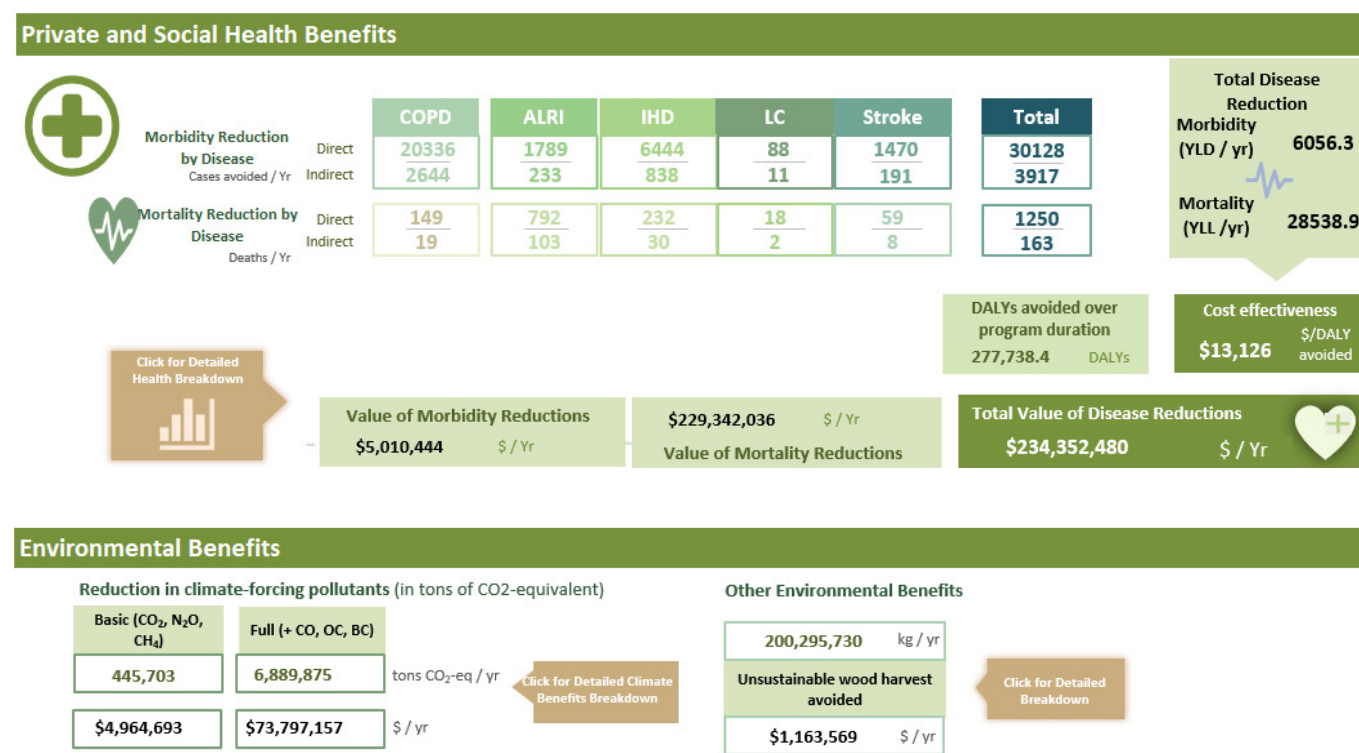 Private and Social Health Benefits
COPD ALRI IHD LC Stroke Total
Morbidity Reduction
by Disease
Cases avoided / Yr
Direct 20336 1789 6444 88 1470 30128
Indirect 2644 233 838 11 191 3917
Mortality Reduction by
Disease
Deaths / Yr
Direct 149 792 232 18 59 1250
Indirect 19 103 30 2 8 163
Total Disease
Reduction
Morbidity
(YLD / yr) 6056.3
Mortality
(YLL /yr) 28538.9
DALYs avoided over
program duration
277,738.4 DALYs
Cost effectiveness
$13,126 $/DALY
avoided
Click for Detailed
Health Breakdown
Value of Morbidity Reductions
$5,010,444 $ / Yr
$229,342,036 $ / Yr
Value of Mortality Reductions
Total Value of Disease Reductions
$234,352,480 $ / Yr
Environmental Benefits
Reduction in climate-forcing pollutants (in tons of CO2-equivalent)
Basic (CO₂, N₂O,
CH₄)
Full (+ CO, OC, BC)
445,703 6,889,875 tons CO₂-eq / yr
$4,964,693 $73,797,157 $ / yr
Click for Detailed Climate
Benefits Breakdown
Other Environmental Benefits
200,295,730 kg / yr
Unsustainable wood harvest
avoided
$1,163,569 $ / yr
Click for Detailed
Breakdown